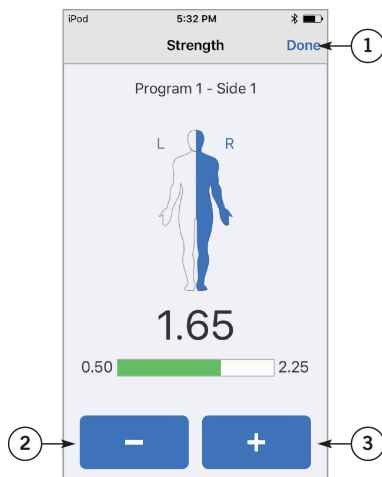 iPod 5:32 PM
Strength Done
1
Program 1 - Side 1
L R
1.65
0.50 2.25
2 − + 3